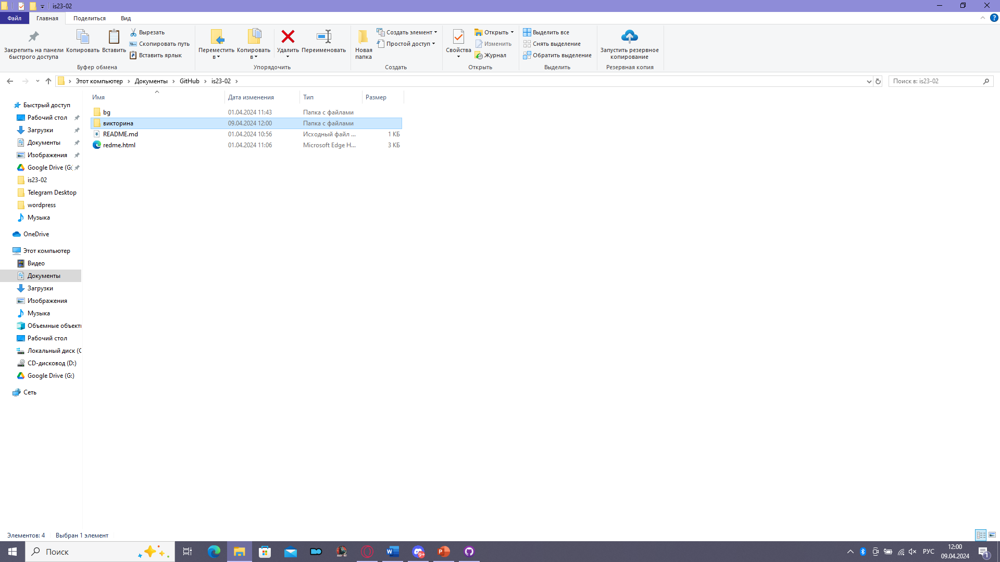 is23-02
Файл
Главная
Поделиться
Вид
Закрепить на панели
быстрого доступа
Копировать
Вставить
Вырезать
Скопировать путь
Вставить ярлык
Буфер обмена
Переместить
в
Копировать
в
Удалить
Переименовать
Упорядочить
Новая
папка
Создать элемент
Простой доступ
Создать
Свойства
Открыть
Изменить
Журнал
Открыть
Выделить все
Снять выделение
Обратить выделение
Выделить
Запустить резервное
копирование
Резервная копия
Этот компьютер
Документы
GitHub
is23-02
Поиск в: is23-02
Имя Дата изменения Тип Размер
bg 01.04.2024 11:43 Папка с файлами
викторина 09.04.2024 12:00 Папка с файлами
README.md 01.04.2024 10:56 Исходный файл ... 1 КБ
redme.html 01.04.2024 11:06 Microsoft Edge H... 3 КБ
Быстрый доступ
Рабочий стол
Загрузки
Документы
Изображения
Google Drive (G:
is23-02
Telegram Desktop
wordpress
Музыка
OneDrive
Этот компьютер
Видео
Документы
Загрузки
Изображения
Музыка
Объемные объекты
Рабочий стол
Локальный диск (C
CD-дисковод (D:)
Google Drive (G:)
Сеть
Элементов: 4 Выбран 1 элемент
Поиск
9+
РУС
12:00
09.04.2024
1